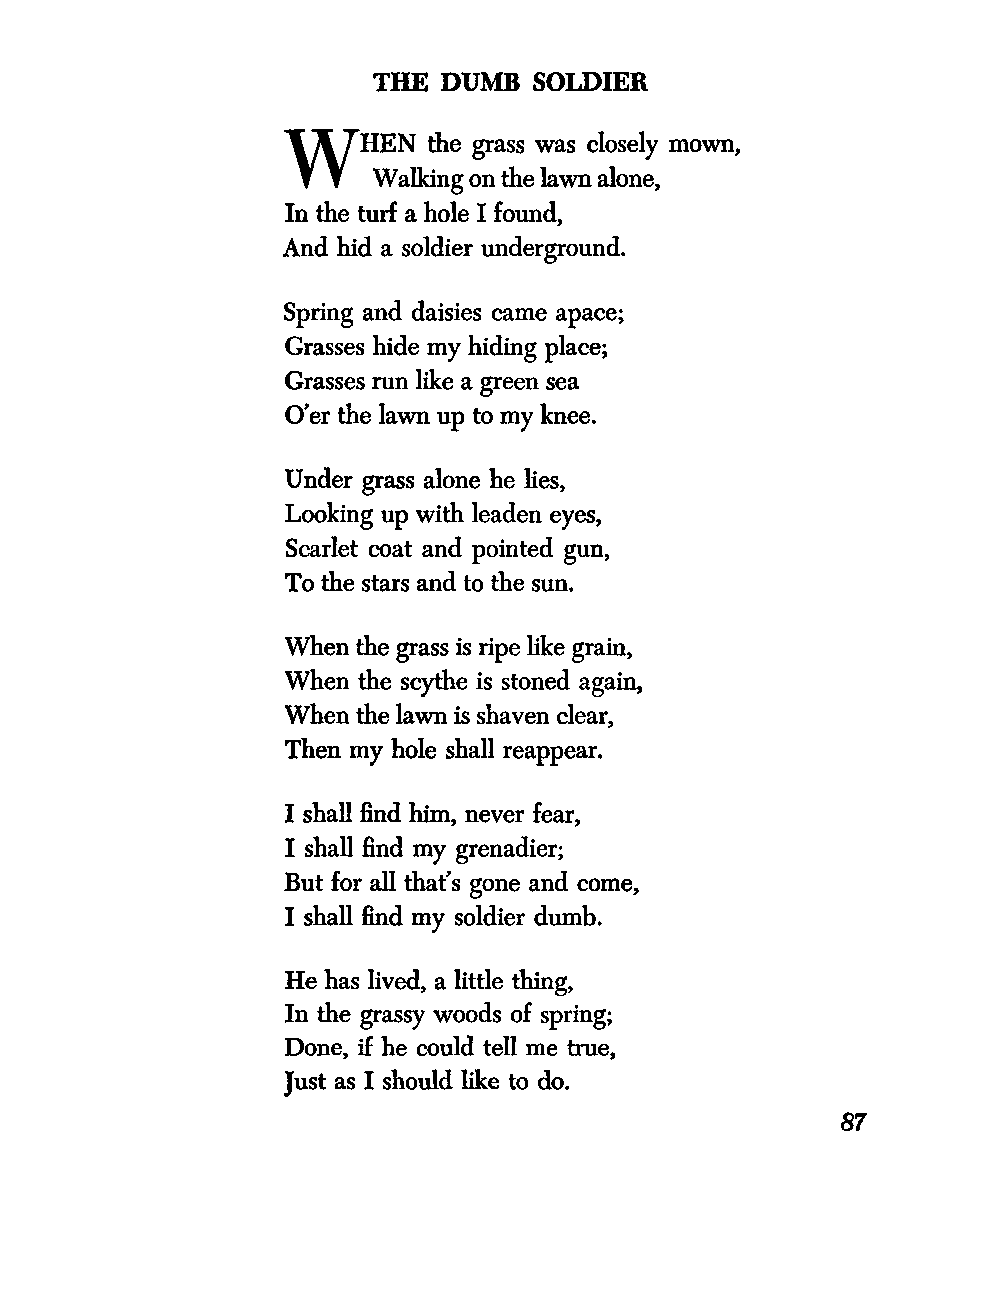 THE DUMB SOLDIER
WHEN the grass was closely mown,
Walking on the lawn alone,
In the turf a hole I found,
And hid a soldier underground.
Spring and daisies came apace;
Grasses hide my hiding place;
Grasses run like a green sea
O'er the lawn up to my knee.
Under grass alone he lies,
Looking up with leaden eyes,
Scarlet coat and pointed gun,
To the stars and to the sun.
When the grass is ripe like grain,
When the scythe is stoned again,
When the lawn is shaven clear,
Then my hole shall reappear.
I shall find him, never fear,
I shall find my grenadier;
But for all that's gone and come,
I shall find my soldier dumb.
He has lived, a little thing,
In the grassy woods of spring;
Done, if he could tell me true,
Just as I should like to do.
87